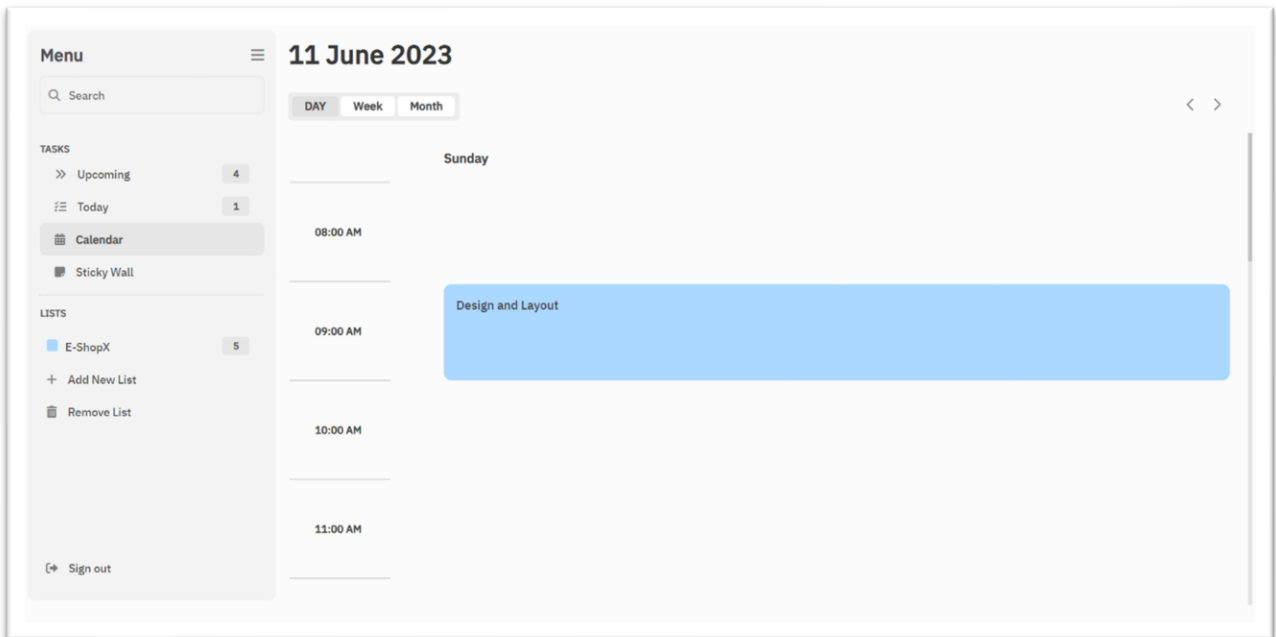 Menu
Search
TASKS
Upcoming 4
Today 1
Calendar
Sticky Wall
LISTS
E-ShopX 5
Add New List
Remove List
Sign out
11 June 2023
DAY Week Month
Sunday
08:00 AM
Design and Layout
09:00 AM
10:00 AM
11:00 AM